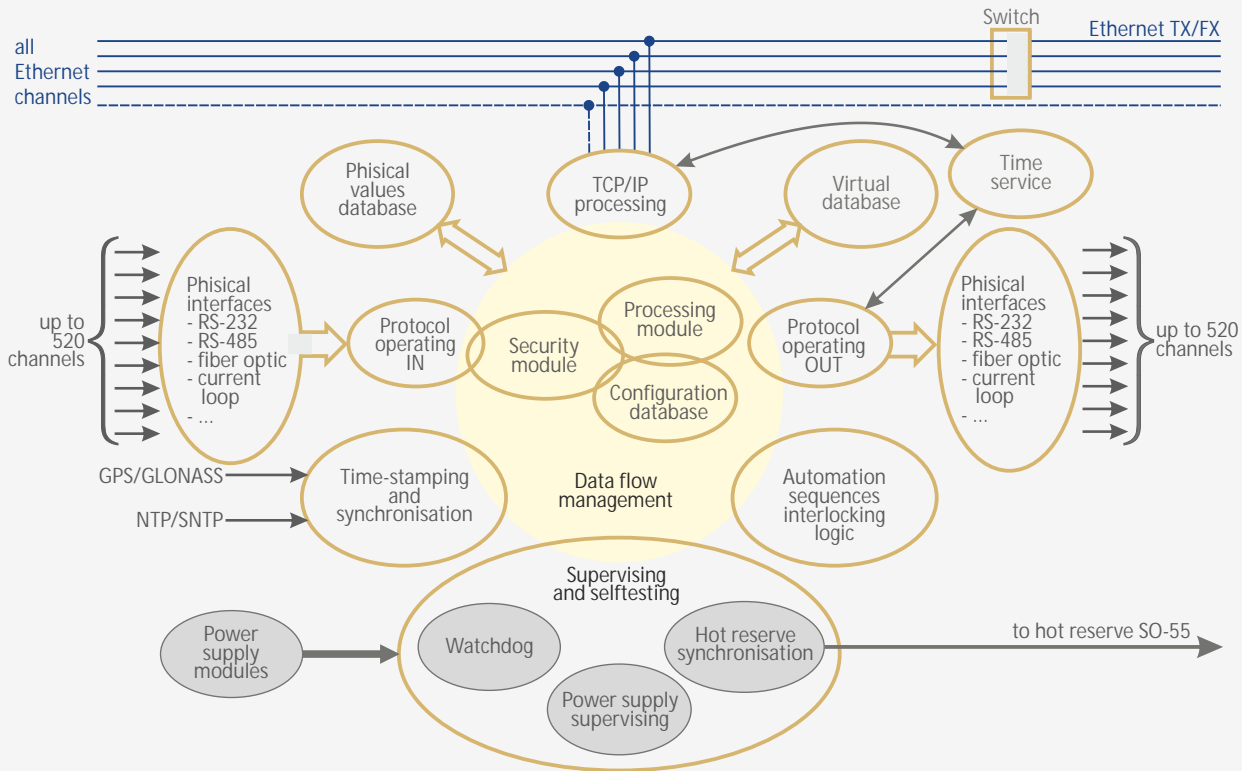 Switch
Ethernet TX/FX
all
Ethernet
channels
Phisical
values
database
TCP/IP
processing
Virtual
database
Time
service
up to
520
channels
Phisical
interfaces
- RS-232
- RS-485
- fiber optic
- current
loop
- ...
Protocol
operating
IN
Security
module
Processing
module
Configuration
database
Protocol
operating
OUT
Phisical
interfaces
- RS-232
- RS-485
- fiber optic
- current
loop
- ...
up to 520
channels
GPS/GLONASS
NTP/SNTP
Time-stamping
and
synchronisation
Data flow
management
Automation
sequences
interlocking
logic
Supervising
and selftesting
Power
supply
modules
Watchdog
Hot reserve
synchronisation
Power supply
supervising
to hot reserve SO-55